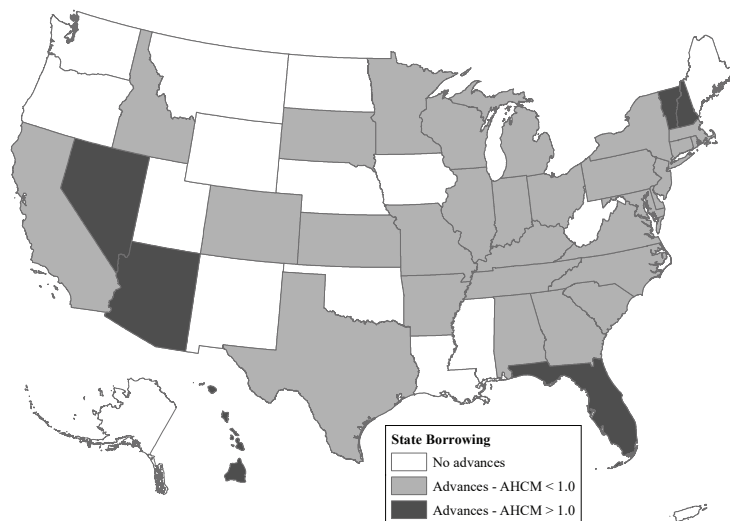 State Borrowing
No advances
Advances - AHCM < 1.0
Advances - AHCM > 1.0